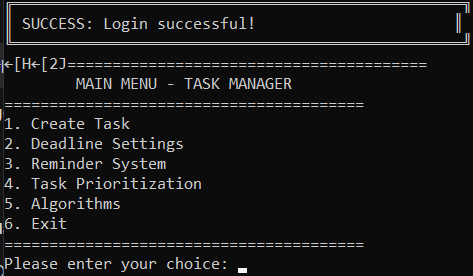 SUCCESS: Login successful!
←[H←[2J========================================
MAIN MENU - TASK MANAGER
========================================
1. Create Task
2. Deadline Settings
3. Reminder System
4. Task Prioritization
5. Algorithms
6. Exit
========================================
Please enter your choice: